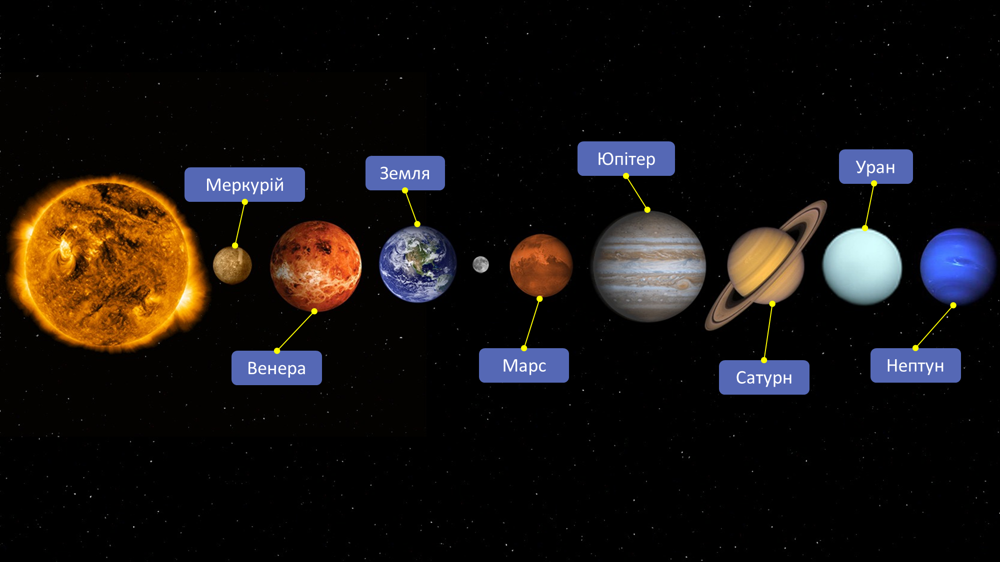 Меркурій
Венера
Земля
Марс
Юпітер
Сатурн
Уран
Нептун